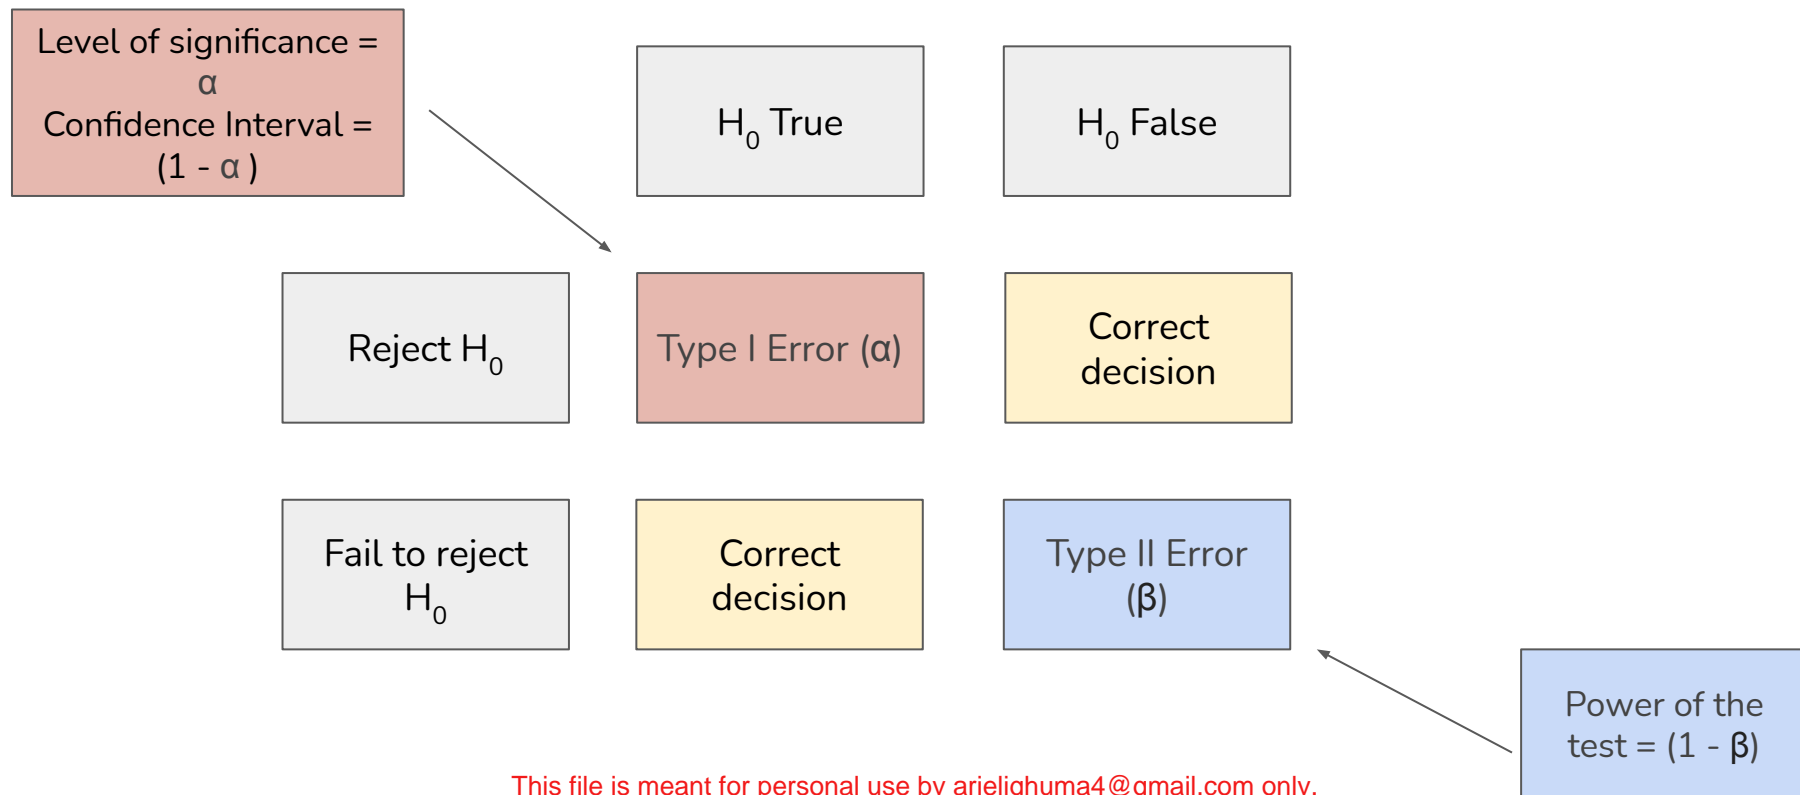 Level of significance =
α
Confidence Interval =
(1 - α )
H₀ True
H₀ False
Reject H₀
Type I Error (α)
Correct
decision
Fail to reject
H₀
Correct
decision
Type II Error
(β)
Power of the
test = (1 - β)
This file is meant for personal use by arielighuma4@gmail.com only.